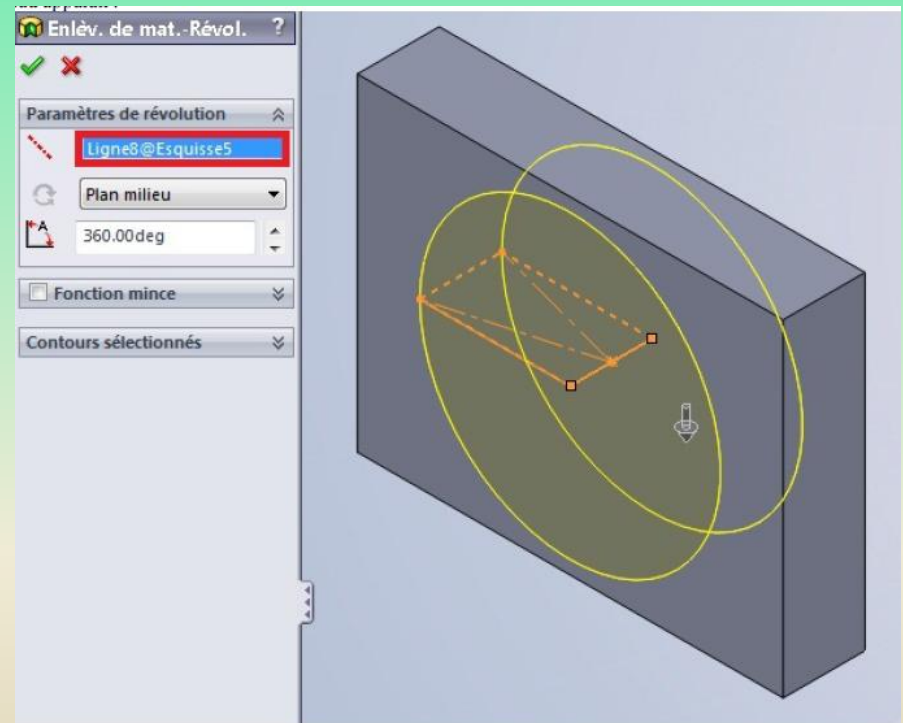 Enlèv. de mat.-Révol. ?
Paramètres de révolution
Ligne8@Esquisse5
Plan milieu
A
360.00deg
Fonction mince
Contours sélectionnés